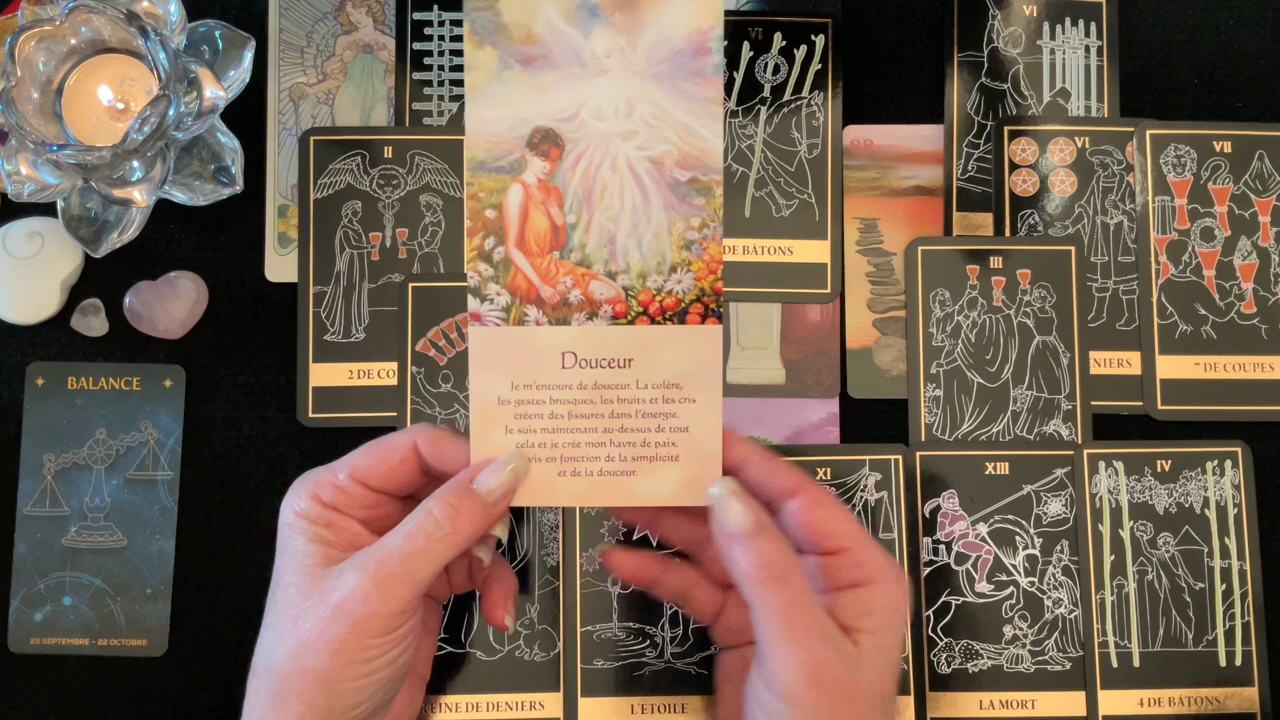 VI
VI
II
VI
VII
DE BÂTONS
III
2 DE CO
NIERS
7 DE COUPES
BALANCE
23 SEPTEMBRE - 22 OCTOBRE
Douceur
Je m'entoure de douceur. La colère,
les gestes brusques, les bruits et les cris
créent des fissures dans l'énergie.
Je suis maintenant au-dessus de tout
cela et je crée mon havre de paix.
vis en fonction de la simplicité
et de la douceur.
XI
XIII
IV
REINE DE DENIERS
L'ETOILE
LA MORT
4 DE BÂTONS